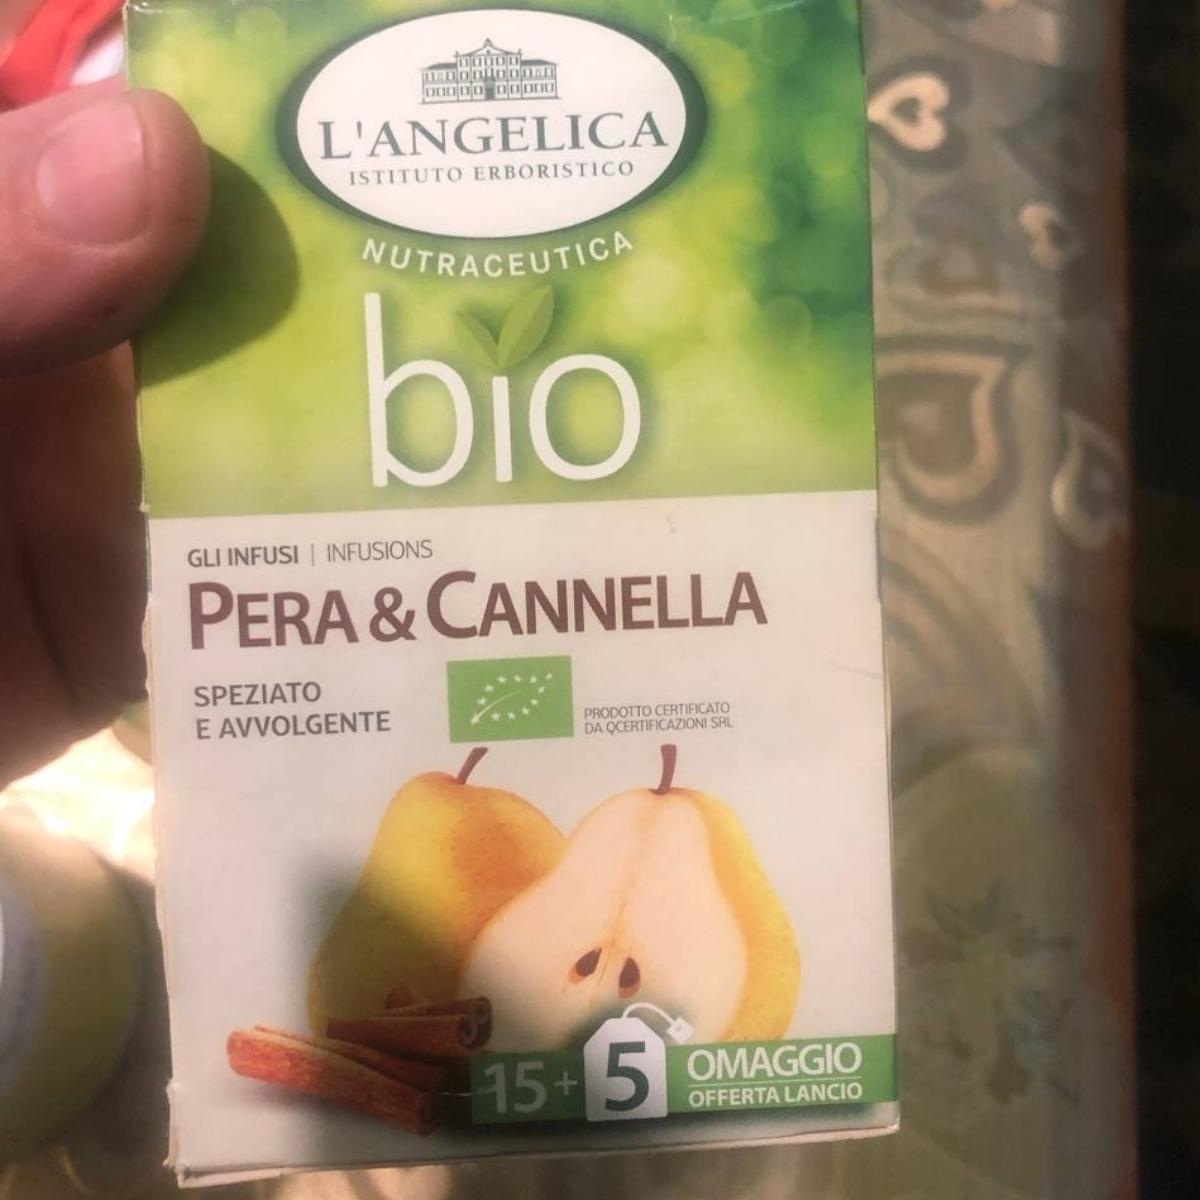 L'ANGELICA
ISTITUTO ERBORISTICO
NUTRACEUTICA
bio
GLI INFUSI | INFUSIONS
PERA & CANNELLA
SPEZIATO
E AVVOLGENTE
PRODOTTO CERTIFICATO
DA QCERTIFICAZIONI SRL
15+5 OMAGGIO
OFFERTA LANCIO